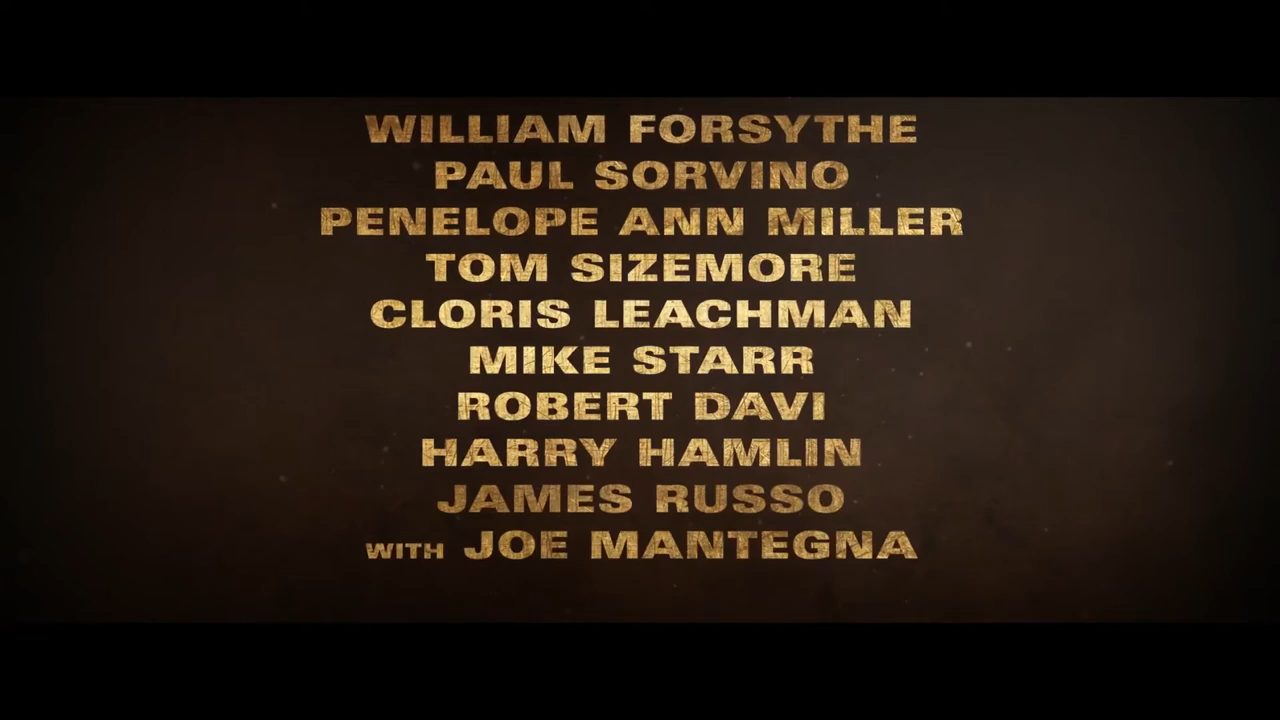 WILLIAM FORSYTHE
PAUL SORVINO
PENELOPE ANN MILLER
TOM SIZEMORE
CLORIS LEACHMAN
MIKE STARR
ROBERT DAVI
HARRY HAMLIN
JAMES RUSSO
WITH JOE MANTEGNA